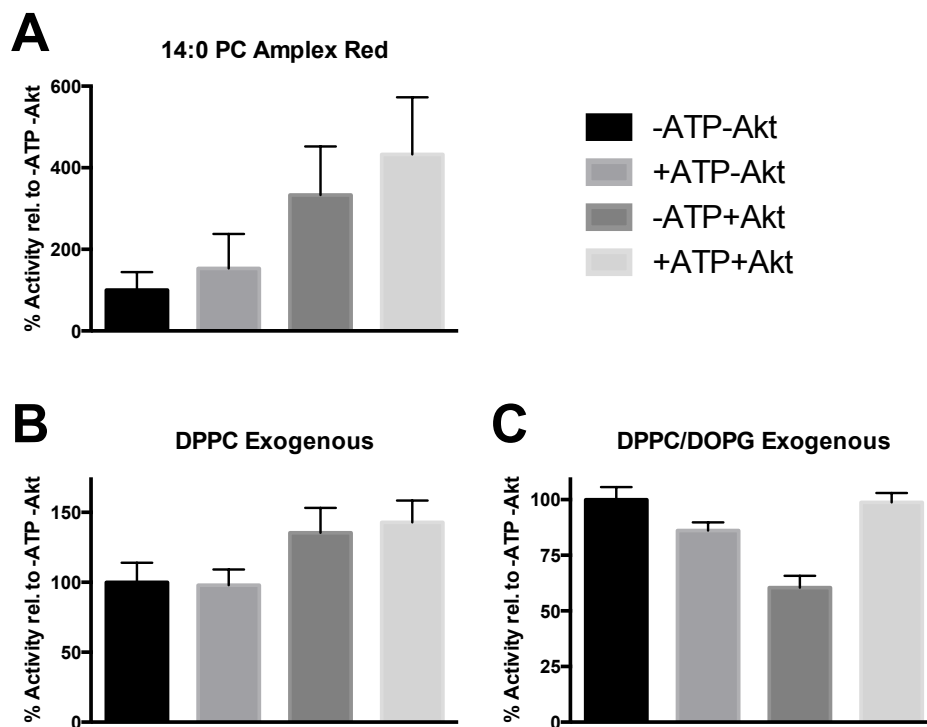 A
14:0 PC Amplex Red
% Activity rel. to -ATP -Akt
600
400
200
0
-ATP-Akt
+ATP-Akt
-ATP+Akt
+ATP+Akt
B
DPPC Exogenous
% Activity rel. to -ATP -Akt
150
100
50
0
C
DPPC/DOPG Exogenous
% Activity rel. to -ATP -Akt
100
75
50
25
0